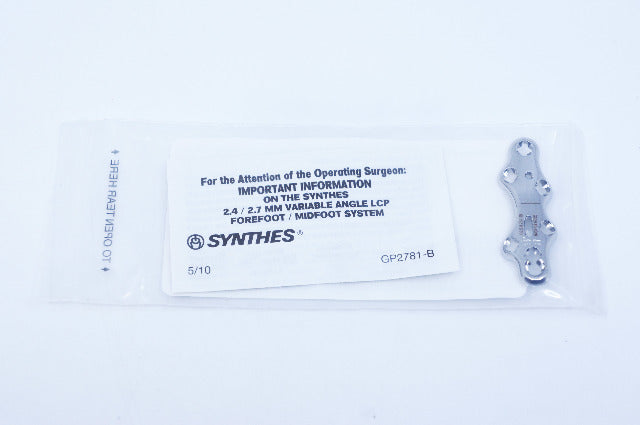 TO OPEN TEAR HERE
For the Attention of the Operating Surgeon:
IMPORTANT INFORMATION
ON THE SYNTHES
2.4 / 2.7 MM VARIABLE ANGLE LCP
FOREFOOT / MIDFOOT SYSTEM
SYNTHES®
5/10
GP2781-B